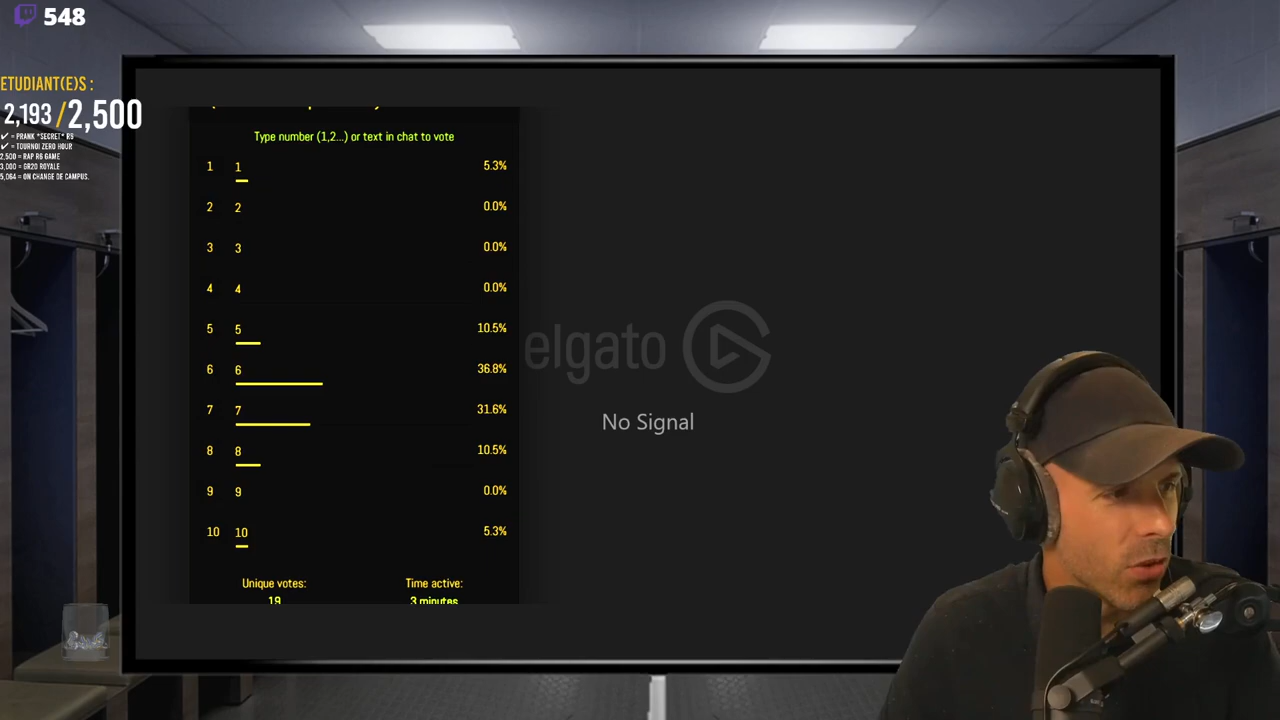 548
ETUDIANT(E)S :
2,193 /2,500
✓ = PRANK *SECRET* RS
✓ = TOURNOI ZERO HOUR
2,500 = RAP R6 GAME
3,000 = GR20 ROYALE
5,064 = ON CHANGE DE CAMPUS.
Type number (1,2...) or text in chat to vote
1 1 5.3%
2 2 0.0%
3 3 0.0%
4 4 0.0%
5 5 10.5%
6 6 36.8%
7 7 31.6%
8 8 10.5%
9 9 0.0%
10 10 5.3%
Unique votes: Time active:
19 3 minutes
elgato
No Signal